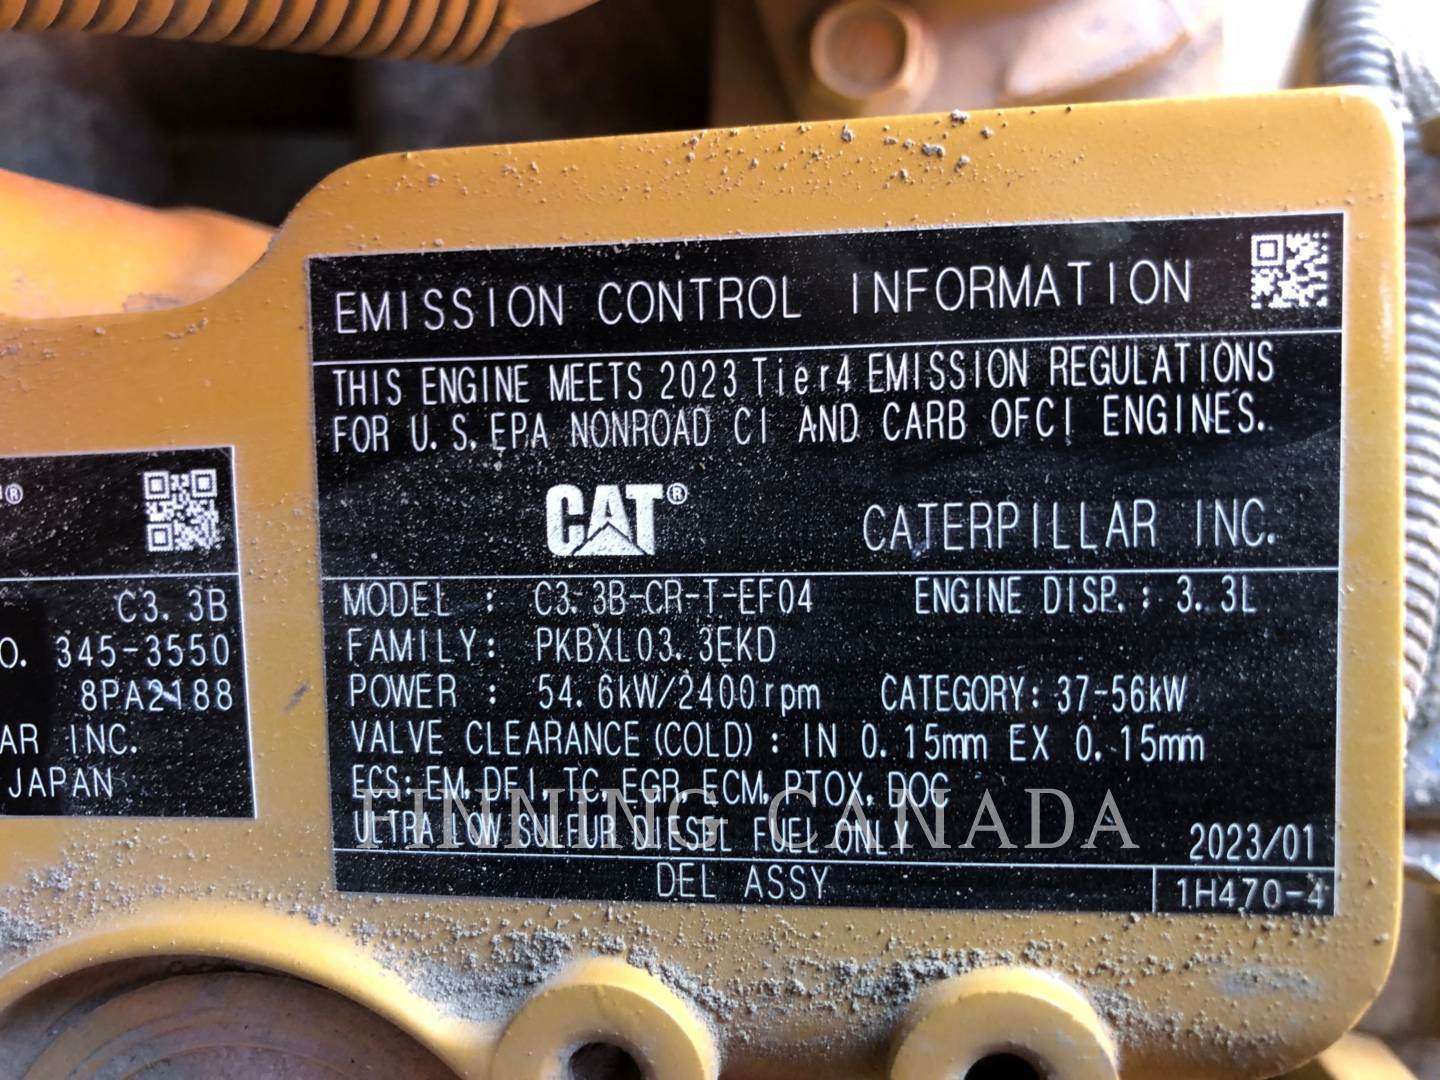 EMISSION CONTROL INFORMATION
THIS ENGINE MEETS 2023 Tier4 EMISSION REGULATIONS
FOR U.S.EPA NONROAD CI AND CARB OFCI ENGINES.
CAT® CATERPILLAR INC.
MODEL : C3.3B-CR-T-EF04 ENGINE DISP.: 3.3L
FAMILY: PKBXL03.3EKD
POWER : 54.6kW/2400rpm CATEGORY: 37-56kW
VALVE CLEARANCE(COLD): IN 0.15mm EX 0.15mm
ECS: EM, DFI, TC, EGR, ECM, PTOX, DOC
ULTRA LOW SULFUR DIESEL FUEL ONLY 2023/01
DEL ASSY 1H470-4
®
C3.3B
O. 345-3550
8PA2188
AR INC.
JAPAN
FINNING CANADA